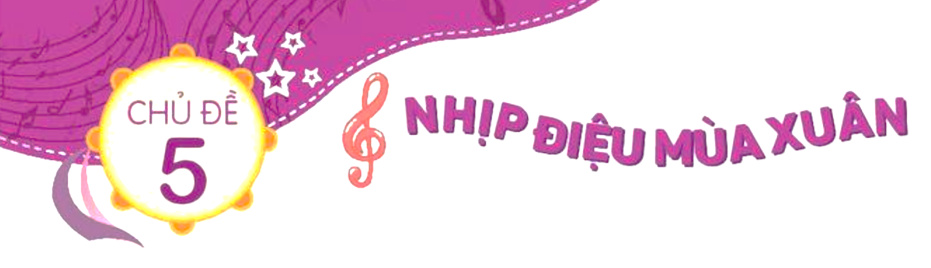 CHỦ ĐỀ
5
NHỊP ĐIỆU MÙA XUÂN